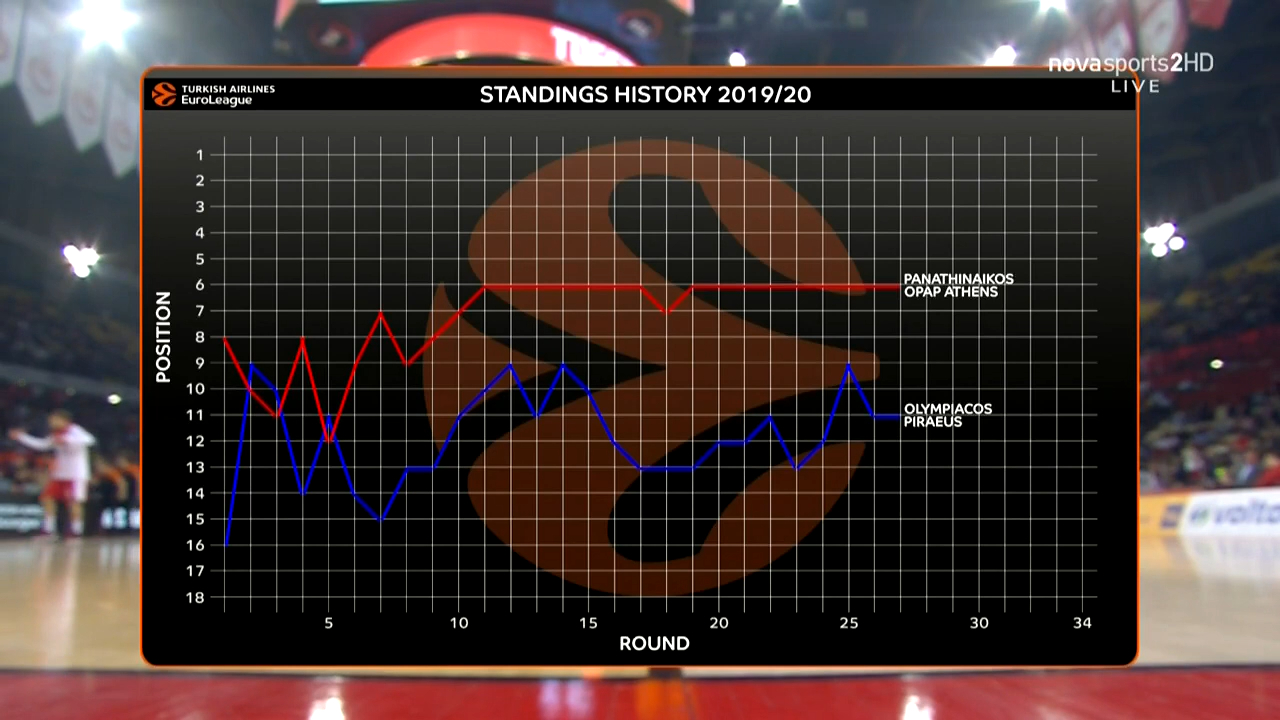 novasports2HD
LIVE
TURKISH AIRLINES
EuroLeague
STANDINGS HISTORY 2019/20
POSITION
1
2
3
4
5
6
7
8
9
10
11
12
13
14
15
16
17
18
PANATHINAIKOS
OPAP ATHENS
OLYMPIACOS
PIRAEUS
5 10 15 20 25 30 34
ROUND